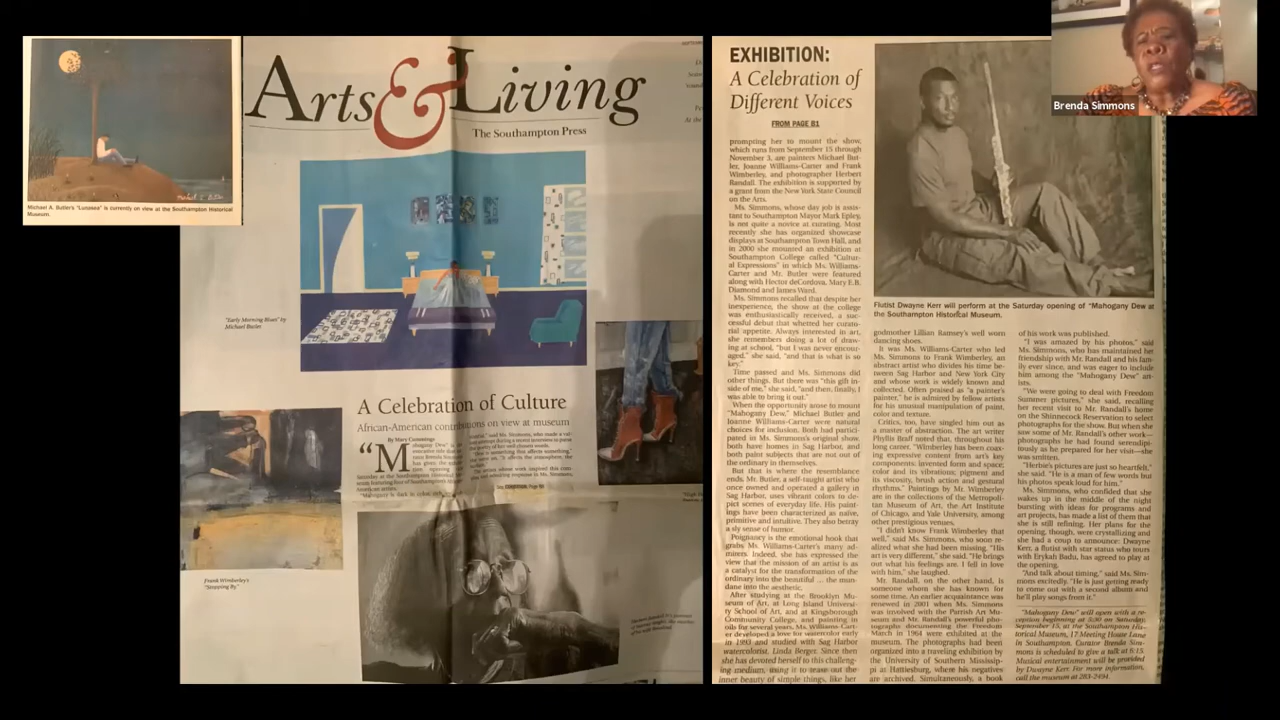 Michael A. Butler's "Lunasea" is currently on view at the Southampton Historical
Museum.
Arts & Living
The Southampton Press
"Early Morning Blues" by
Michael Butler
A Celebration of Culture
African-American contributions on view at museum
By Mary Cummings
Frank Wimberley's
"Stepping By"
EXHIBITION:
A Celebration of
Different Voices
FROM PAGE B1
prompting her to mount the show,
which runs from September 15 through
November 3, are painters Michael But-
ler, Joanne Williams-Carter and Frank
Wimberley, and photographer Herbert
Randall. The exhibition is supported by
a grant from the New York State Council
on the Arts.
Ms. Simmons, whose day job is assis-
tant to Southampton Mayor Mark Epley,
is not quite a novice at curating. Most
recently she has organized showcase
displays at Southampton Town Hall, and
in 2000 she mounted an exhibition at
Southampton College called "Cultur-
al Expressions" in which Ms. Williams-
Carter and Mr. Butler were featured
along with Hector deCordova, Mary E.B.
Diamond and James Ward.
Ms. Simmons recalled that despite her
inexperience, the show at the college
was enthusiastically received, a suc-
cessful debut that whetted her curato-
rial appetite. Always interested in art,
she remembers doing a lot of draw-
ing at school, "but I was never encour-
aged," she said, "and that is what is so
key."
Time passed and Ms. Simmons did
other things. But there was "this gift in-
side of me," she said, "and then, finally, I
was able to bring it out."
When the opportunity arose to mount
"Mahogany Dew," Michael Butler and
Joanne Williams-Carter were natural
choices for inclusion. Both had partici-
pated in Ms. Simmons's original show,
both have homes in Sag Harbor, and
both paint subjects that are not out of
the ordinary in themselves.
But that is where the resemblance
ends. Mr. Butler, a self-taught artist who
once owned and operated a gallery in
Sag Harbor, uses vibrant colors to de-
pict scenes of everyday life. His paint-
ings have been characterized as naive,
primitive and intuitive. They also betray
a sly sense of humor.
Poignancy is the emotional hook that
grabs Ms. Williams-Carter's many ad-
mirers. Indeed, she has expressed the
view that the mission of an artist is as
a catalyst for the transformation of the
ordinary into the beautiful ... the mun-
dane into the aesthetic.
After studying at the Brooklyn Mu-
seum of Art, at Long Island Universi-
ty School of Art, and at Kingsborough
Community College, and painting in
oils for several years, Ms. Williams-Cart-
er developed a love for watercolor early
in 1993 and studied with Sag Harbor
watercolorist, Linda Berger. Since then
she has devoted herself to this challeng-
ing medium, using it to tease out the
inner beauty of simple things, like her
Flutist Dwayne Kerr will perform at the Saturday opening of "Mahogany Dew at
the Southampton Historical Museum.
godmother Lillian Ramsey's well worn
dancing shoes.
It was Ms. Williams-Carter who led
Ms. Simmons to Frank Wimberley, an
abstract artist who divides his time be-
tween Sag Harbor and New York City
and whose work is widely known and
collected. Often praised as "a painter's
painter," he is admired by fellow artists
for his unusual manipulation of paint,
color and texture.
Critics, too, have singled him out as
a master of abstraction. The art writer
Phyllis Braff noted that, throughout his
long career, "Wimberley has been coax-
ing expressive content from art's key
components: invented form and space;
color and its vibrations; pigment and
its viscosity, brush action and gestural
rhythms." Paintings by Mr. Wimberley
are in the collections of the Metropoli-
tan Museum of Art, the Art Institute
of Chicago, and Yale University, among
other prestigious venues.
"I didn't know Frank Wimberley that
well," said Ms. Simmons, who soon re-
alized what she had been missing. "His
art is very different," she said. "He brings
out what his feelings are. I fell in love
with him," she laughed.
Mr. Randall, on the other hand, is
someone whom she has known for
some time. An earlier acquaintance was
renewed in 2001 when Ms. Simmons
was involved with the Parrish Art Mu-
seum and Mr. Randall's powerful pho-
tographs documenting the Freedom
March in 1964 were exhibited at the
museum. The photographs had been
organized into a traveling exhibition by
the University of Southern Mississip-
pi in Hattiesburg, where his negatives
are archived. Simultaneously, a book
of his work was published.
"I was amazed by his photos," said
Ms. Simmons, who has maintained her
friendship with Mr. Randall and his fam-
ily ever since, and was eager to include
him among the "Mahogany Dew" art-
ists.
"We were going to deal with Freedom
Summer pictures," she said, recalling
her recent visit to Mr. Randall's home
on the Shinnecock Reservation to select
photographs for the show. But when she
saw some of Mr. Randall's other work—
photographs he had found serendipi-
tously as he prepared for her visit—she
was smitten.
"Herbie's pictures are just so heartfelt,"
she said. "He is a man of few words but
his photos speak loud for him."
Ms. Simmons, who confided that she
wakes up in the middle of the night
bursting with ideas for programs and
art projects, has made a list of them that
she is still refining. Her plans for the
opening, though, were crystallizing and
she had a coup to announce: Dwayne
Kerr, a flutist with star status who tours
with Erykah Badu, has agreed to play at
the opening.
"And talk about timing," said Ms. Sim-
mons excitedly. "He is just getting ready
to come out with a second album and
he'll play songs from it."
"Mahogany Dew" will open with a re-
ception beginning at 5:30 on Saturday,
September 15, at the Southampton His-
torical Museum, 17 Meeting House Lane
in Southampton. Curator Brenda Sim-
mons is scheduled to give a talk at 6:15.
Musical entertainment will be provided
by Dwayne Kerr. For more information,
call the museum at 283-2494.
Brenda Simmons